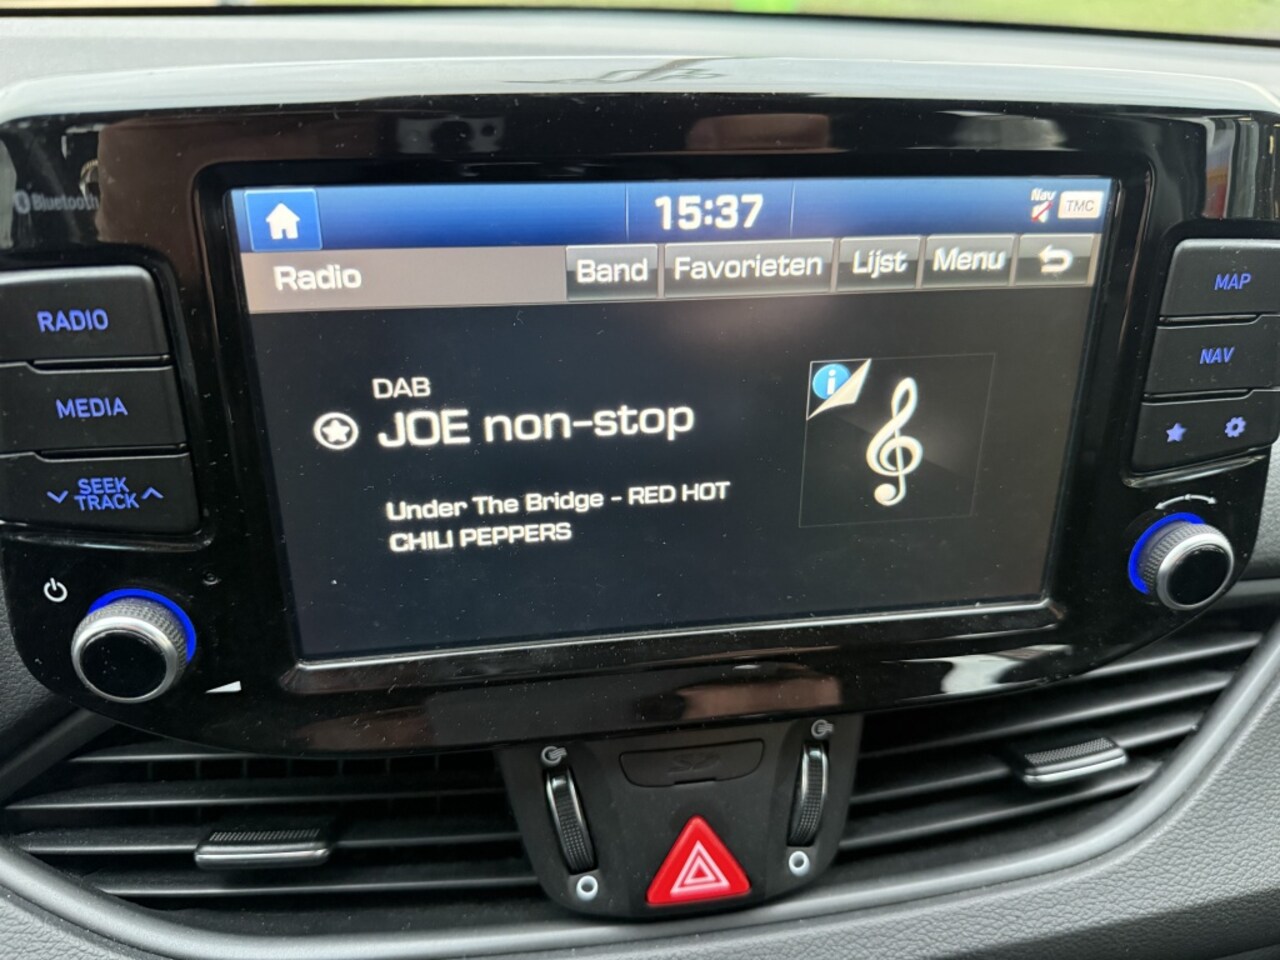 Bluetooth
15:37
Nav
TMC
Radio
Band
Favorieten
Lijst
Menu
RADIO
MEDIA
SEEK
TRACK
MAP
NAV
DAB
JOE non-stop
Under The Bridge - RED HOT
CHILI PEPPERS
SD